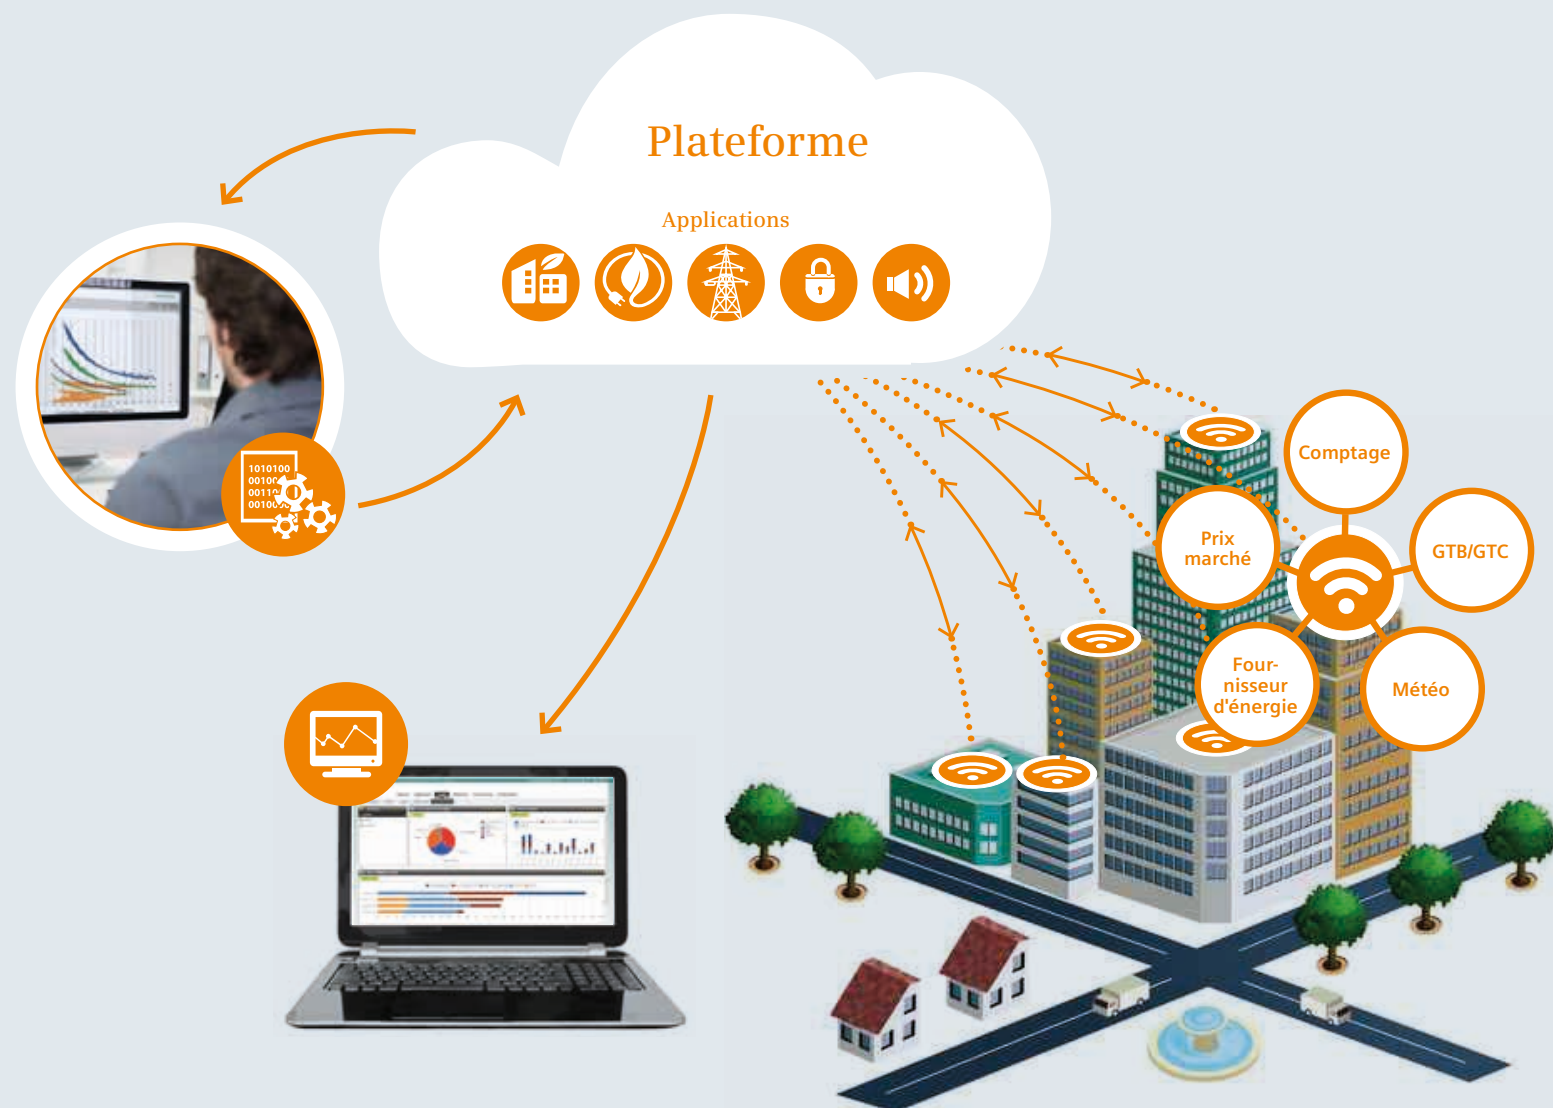 Plateforme
Applications
1010100
Comptage
Prix
marché
GTB/GTC
Four-
nisseur
d'énergie
Météo